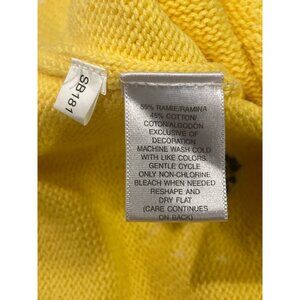 SB181
55% RAMIE/RAMINA
45% COTTON/
COTON/ALGODÓN
EXCLUSIVE OF
DECORATION
MACHINE WASH COLD
WITH LIKE COLORS
GENTLE CYCLE
ONLY NON-CHLORINE
BLEACH WHEN NEEDED
RESHAPE AND
DRY FLAT
(CARE CONTINUES
ON BACK)